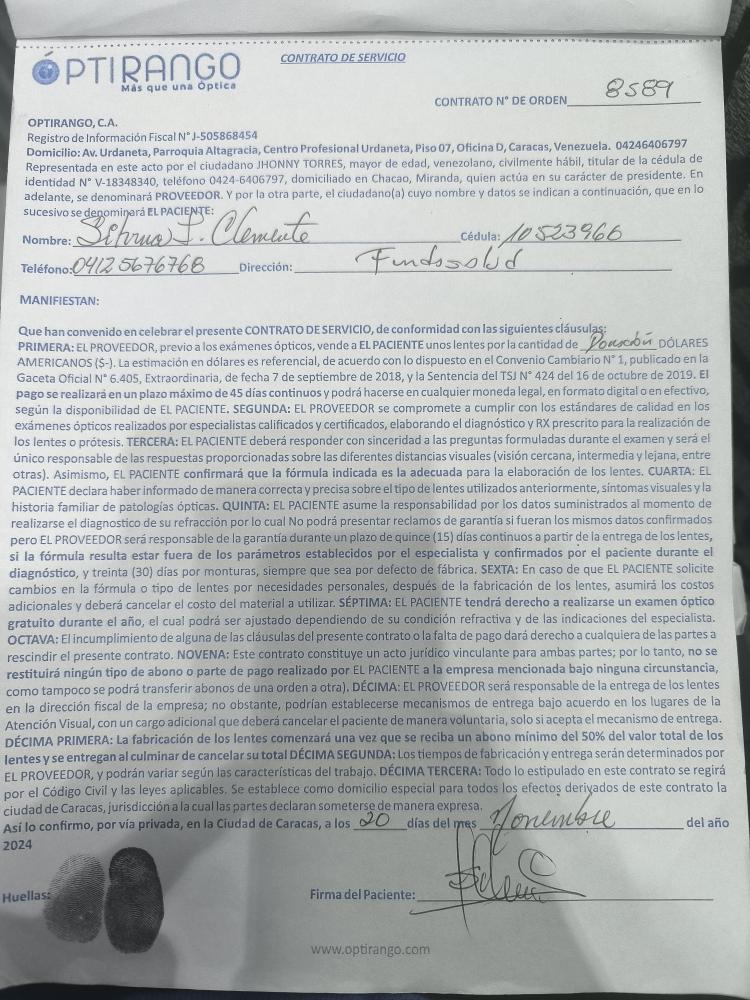 ÓPTIRANGO
Más que una Óptica
CONTRATO DE SERVICIO
CONTRATO N° DE ORDEN 8589
OPTIRANGO, C.A.
Registro de Información Fiscal N° J-505868454
Domicilio: Av. Urdaneta, Parroquia Altagracia, Centro Profesional Urdaneta, Piso 07, Oficina D, Caracas, Venezuela. 04246406797
Representada en este acto por el ciudadano JHONNY TORRES, mayor de edad, venezolano, civilmente hábil, titular de la cédula de
identidad N° V-18348340, teléfono 0424-6406797, domiciliado en Chacao, Miranda, quien actúa en su carácter de presidente. En
adelante, se denominará PROVEEDOR. Y por la otra parte, el ciudadano(a) cuyo nombre y datos se indican a continuación, que en lo
sucesivo se denominará EL PACIENTE:
Nombre: Clemente Cédula: 10523966
Teléfono: 0412 5676768 Dirección:
MANIFIESTAN:
Que han convenido en celebrar el presente CONTRATO DE SERVICIO, de conformidad con las siguientes cláusulas:
PRIMERA: EL PROVEEDOR, previo a los exámenes ópticos, vende a EL PACIENTE unos lentes por la cantidad de DÓLARES
AMERICANOS ($-). La estimación en dólares es referencial, de acuerdo con lo dispuesto en el Convenio Cambiario N° 1, publicado en la
Gaceta Oficial N° 6.405, Extraordinaria, de fecha 7 de septiembre de 2018, y la Sentencia del TSJ N° 424 del 16 de octubre de 2019. El
pago se realizará en un plazo máximo de 45 días continuos y podrá hacerse en cualquier moneda legal, en formato digital o en efectivo,
según la disponibilidad de EL PACIENTE. SEGUNDA: EL PROVEEDOR se compromete a cumplir con los estándares de calidad en los
exámenes ópticos realizados por especialistas calificados y certificados, elaborando el diagnóstico y RX prescrito para la realización de
los lentes o prótesis. TERCERA: EL PACIENTE deberá responder con sinceridad a las preguntas formuladas durante el examen y será el
único responsable de las respuestas proporcionadas sobre las diferentes distancias visuales (visión cercana, intermedia y lejana, entre
otras). Asimismo, EL PACIENTE confirmará que la fórmula indicada es la adecuada para la elaboración de los lentes. CUARTA: EL
PACIENTE declara haber informado de manera correcta y precisa sobre el tipo de lentes utilizados anteriormente, síntomas visuales y la
historia familiar de patologías ópticas. QUINTA: EL PACIENTE asume la responsabilidad por los datos suministrados al momento de
realizarse el diagnostico de su refracción por lo cual No podrá presentar reclamos de garantía si fueran los mismos datos confirmados
pero EL PROVEEDOR será responsable de la garantía durante un plazo de quince (15) días continuos a partir de la entrega de los lentes,
si la fórmula resulta estar fuera de los parámetros establecidos por el especialista y confirmados por el paciente durante el
diagnóstico, y treinta (30) días por monturas, siempre que sea por defecto de fábrica. SEXTA: En caso de que EL PACIENTE solicite
cambios en la fórmula o tipo de lentes por necesidades personales, después de la fabricación de los lentes, asumirá los costos
adicionales y deberá cancelar el costo del material a utilizar. SÉPTIMA: EL PACIENTE tendrá derecho a realizarse un examen óptico
gratuito durante el año, el cual podrá ser ajustado dependiendo de su condición refractiva y de las indicaciones del especialista.
OCTAVA: El incumplimiento de alguna de las cláusulas del presente contrato o la falta de pago dará derecho a cualquiera de las partes a
rescindir el presente contrato. NOVENA: Este contrato constituye un acto jurídico vinculante para ambas partes; por lo tanto, no se
restituirá ningún tipo de abono o parte de pago realizado por EL PACIENTE a la empresa mencionada bajo ninguna circunstancia,
como tampoco se podrá transferir abonos de una orden a otra). DÉCIMA: EL PROVEEDOR será responsable de la entrega de los lentes
en la dirección fiscal de la empresa; no obstante, podrían establecerse mecanismos de entrega bajo acuerdo en los lugares de la
Atención Visual, con un cargo adicional que deberá cancelar el paciente de manera voluntaria, solo si acepta el mecanismo de entrega.
DÉCIMA PRIMERA: La fabricación de los lentes comenzará una vez que se reciba un abono mínimo del 50% del valor total de los
lentes y se entregan al culminar de cancelar su total DÉCIMA SEGUNDA: Los tiempos de fabricación y entrega serán determinados por
EL PROVEEDOR, y podrán variar según las características del trabajo. DÉCIMA TERCERA: Todo lo estipulado en este contrato se regirá
por el Código Civil y las leyes aplicables. Se establece como domicilio especial para todos los efectos derivados de este contrato la
ciudad de Caracas, jurisdicción a la cual las partes declaran someterse de manera expresa.
Así lo confirmo, por vía privada, en la Ciudad de Caracas, a los 20 días del mes Noviembre del año
2024
Huellas:
Firma del Paciente:
www.optirango.com